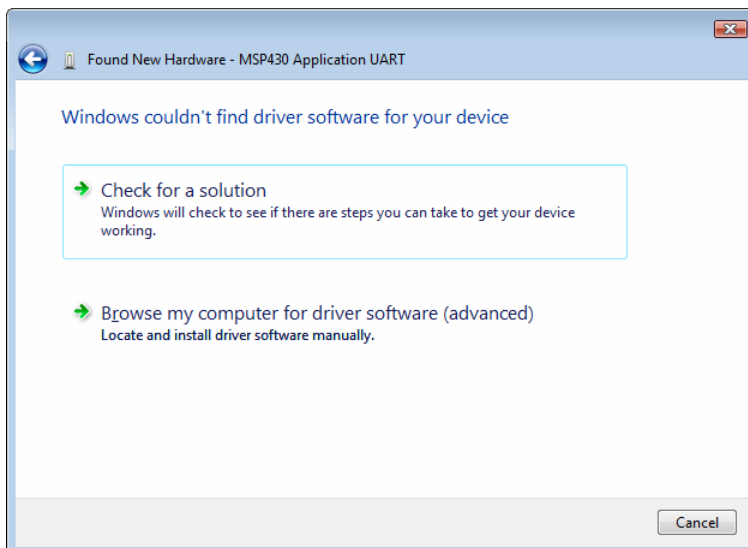 Found New Hardware - MSP430 Application UART
Windows couldn't find driver software for your device
Check for a solution
Windows will check to see if there are steps you can take to get your device
working.
Browse my computer for driver software (advanced)
Locate and install driver software manually.
Cancel